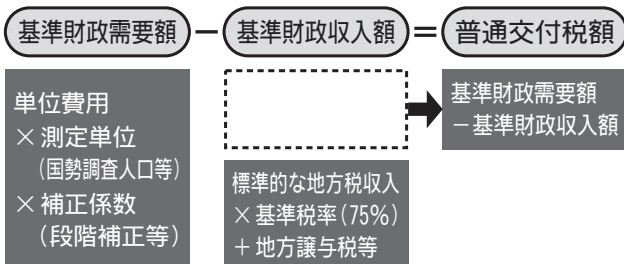 基準財政需要額 − 基準財政収入額 = 普通交付税額
単位費用
× 測定単位
(国勢調査人口等)
× 補正係数
(段階補正等)
標準的な地方税収入
× 基準税率(75%)
+ 地方譲与税等
基準財政需要額
−基準財政収入額